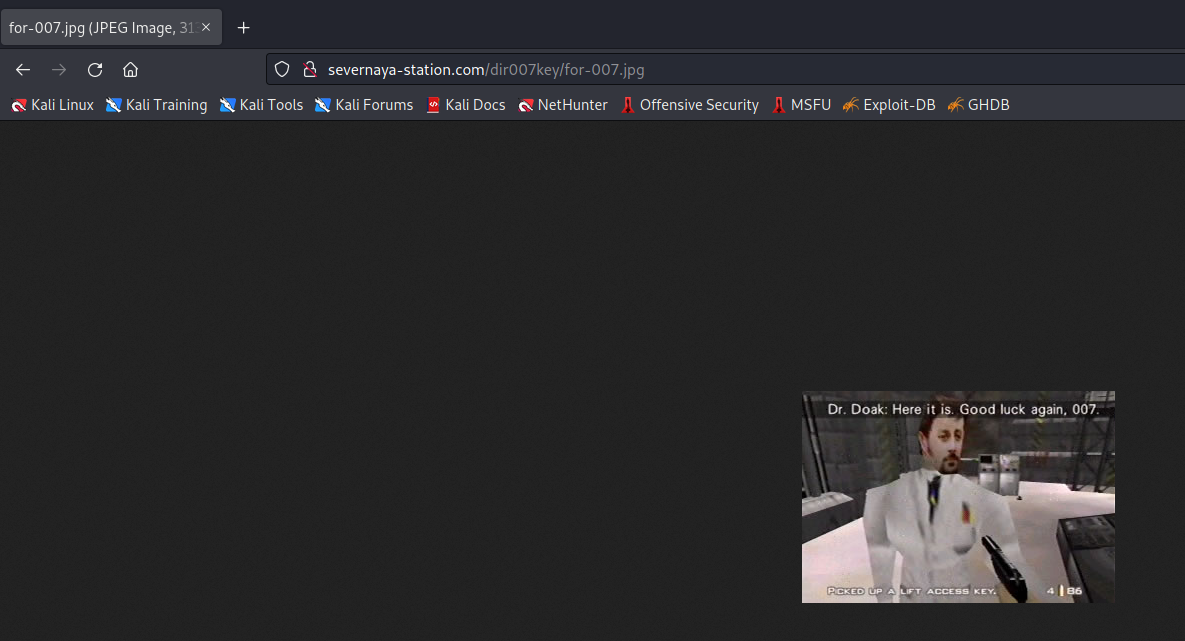 for-007.jpg (JPEG Image, 31
severnaya-station.com/dir007key/for-007.jpg
Kali Linux Kali Training Kali Tools Kali Forums Kali Docs NetHunter Offensive Security MSFU Exploit-DB GHDB
Dr. Doak: Here it is. Good luck again, 007.
PICKED UP A LIFT ACCESS KEY. 4 86